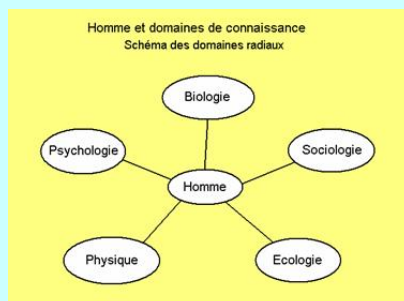 Homme et domaines de connaissance
Schéma des domaines radiaux
Biologie
Psychologie
Sociologie
Homme
Physique
Ecologie